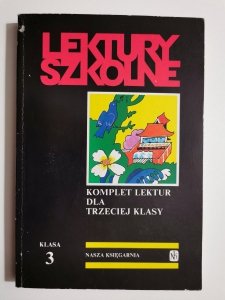 LEKTURY
SZKOLNE
KOMPLET LEKTUR
DLA
TRZECIEJ KLASY
KLASA
3
NASZA KSIĘGARNIA